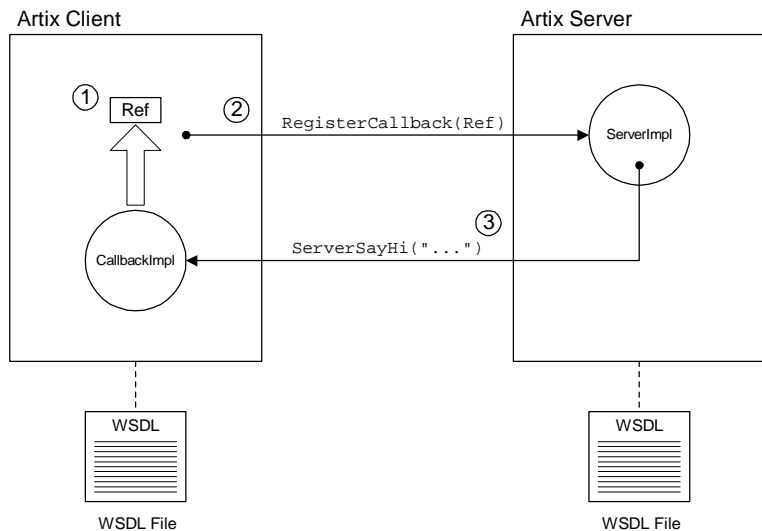 Artix Client
Artix Server
1
Ref
2
RegisterCallback(Ref)
ServerImpl
3
ServerSayHi("...")
CallbackImpl
WSDL
WSDL
WSDL File
WSDL File